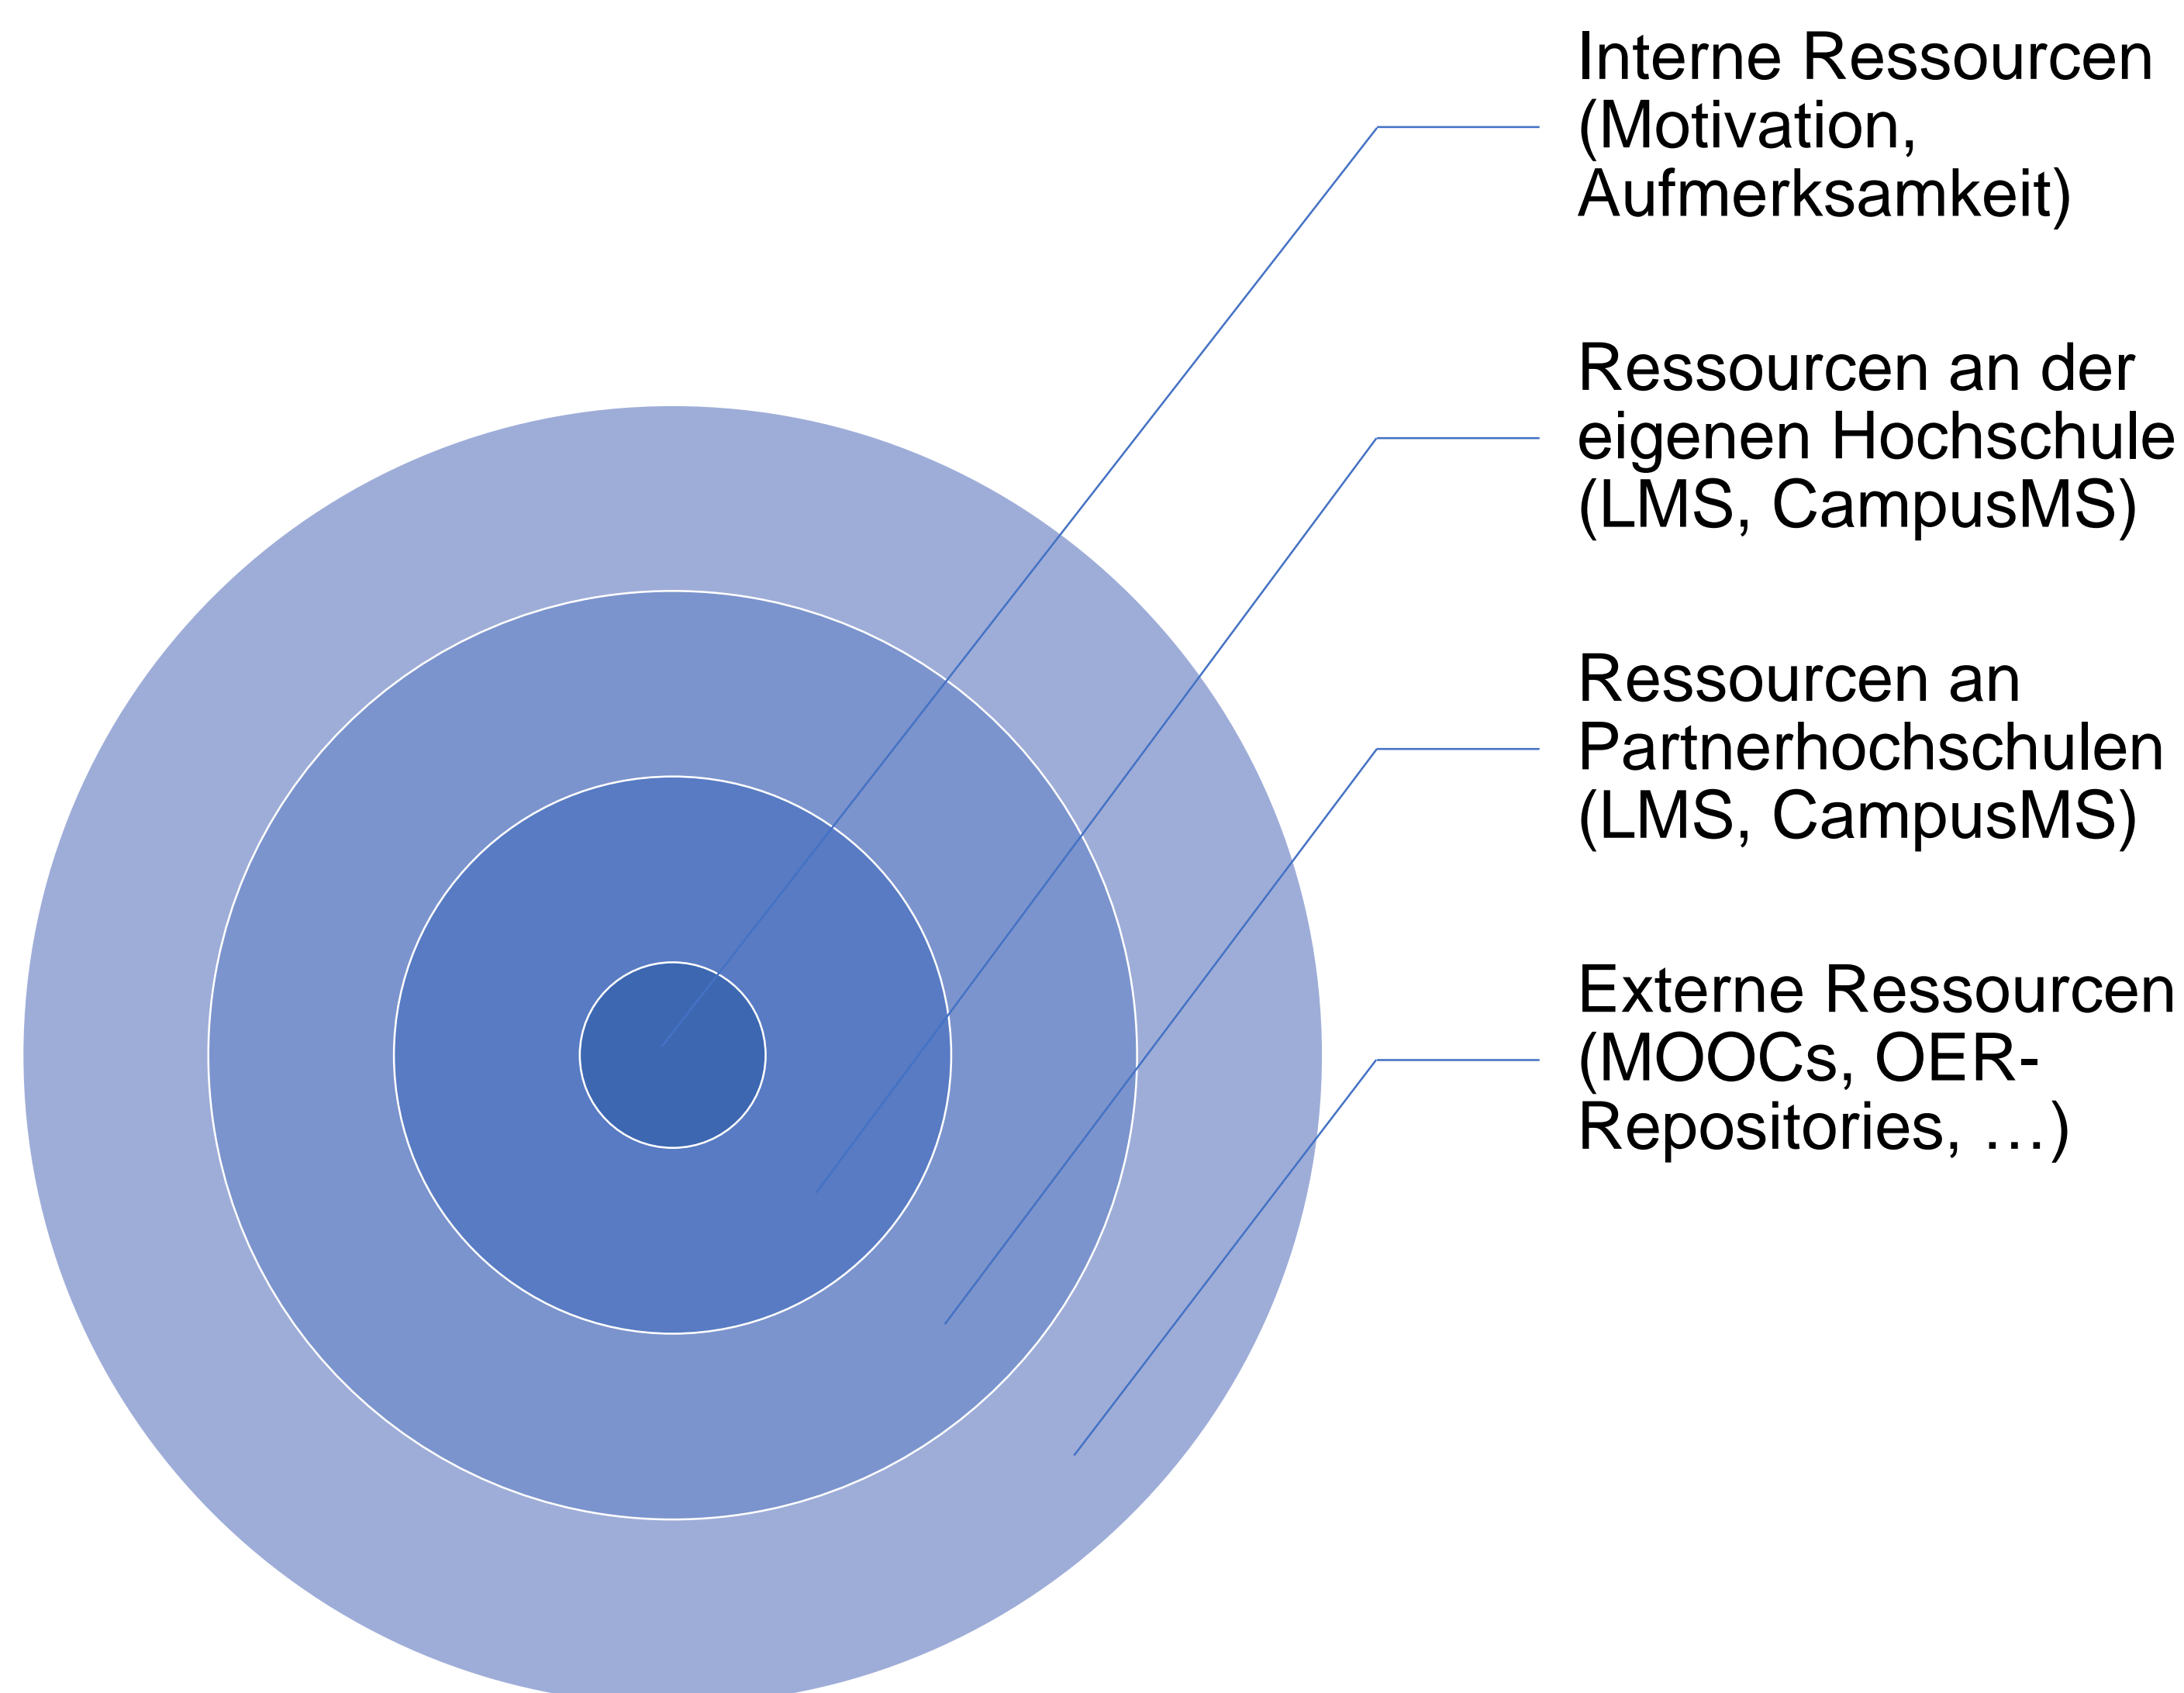 Interne Ressourcen
(Motivation,
Aufmerksamkeit)
Ressourcen an der
eigenen Hochschule
(LMS, CampusMS)
Ressourcen an
Partnerhochschulen
(LMS, CampusMS)
Externe Ressourcen
(MOOCs, OER-
Repositories, …)